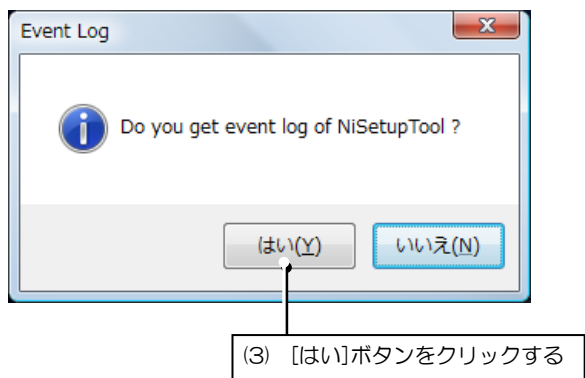 Event Log
Do you get event log of NiSetupTool ?
はい(Y)
いいえ(N)
(3) [はい]ボタンをクリックする